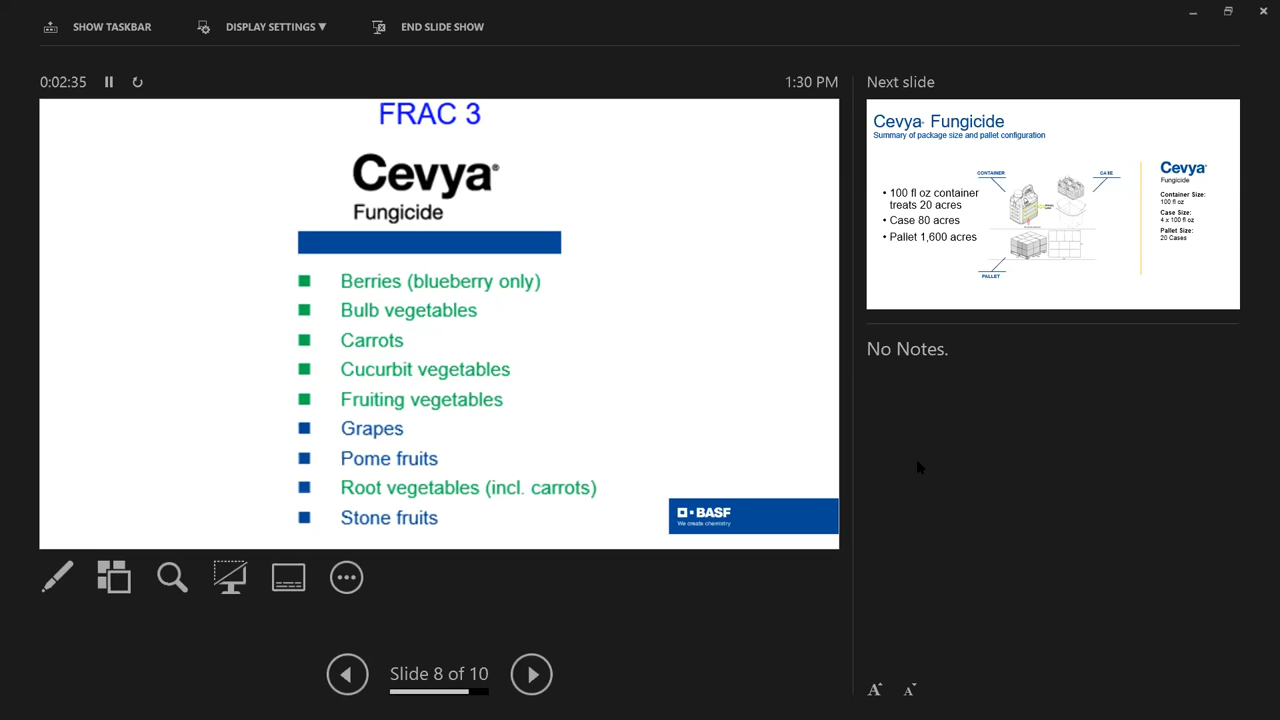 SHOW TASKBAR
DISPLAY SETTINGS ▼
END SLIDE SHOW
0:02:35
1:30 PM
Next slide
FRAC 3
Cevya®
Fungicide
Berries (blueberry only)
Bulb vegetables
Carrots
Cucurbit vegetables
Fruiting vegetables
Grapes
Pome fruits
Root vegetables (incl. carrots)
Stone fruits
BASF
We create chemistry
Cevya® Fungicide
Summary of package size and pallet configuration
• 100 fl oz container
treats 20 acres
• Case 80 acres
• Pallet 1,600 acres
CONTAINER
CASE
PALLET
Cevya®
Fungicide
Container Size:
100 fl oz
Case Size:
4 x 100 fl oz
Pallet Size:
20 Cases
No Notes.
Slide 8 of 10
A
A